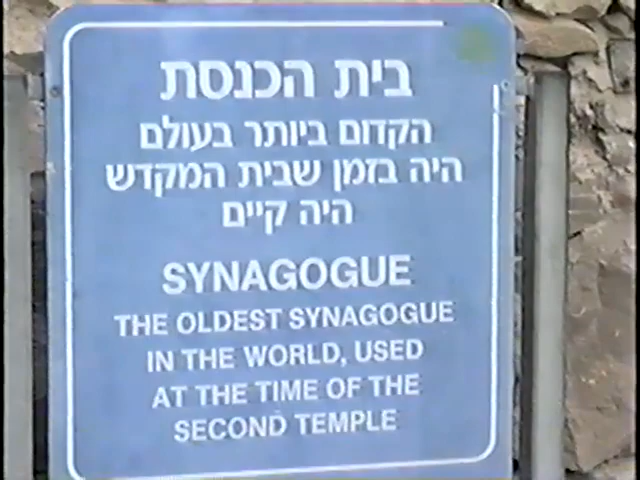 בית הכנסת
הקדום ביותר בעולם
היה בזמן שבית המקדש
היה קיים
SYNAGOGUE
THE OLDEST SYNAGOGUE
IN THE WORLD, USED
AT THE TIME OF THE
SECOND TEMPLE